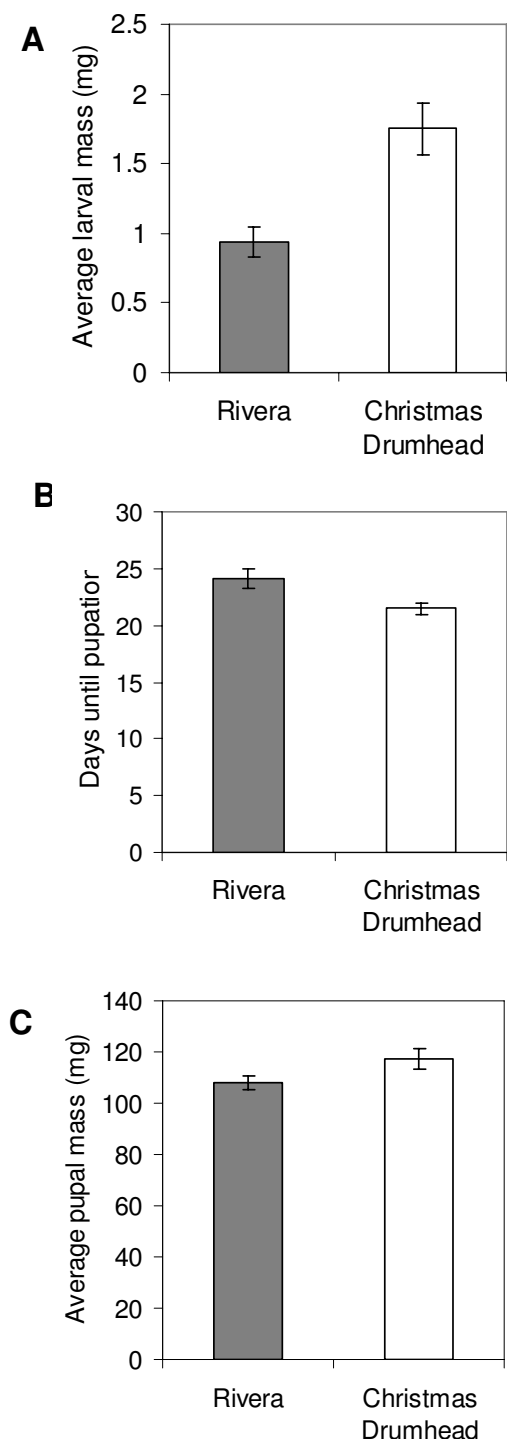 A
Average larval mass (mg)
2.5
2
1.5
1
0.5
0
Rivera
Christmas
Drumhead
B
Days until pupatior
30
25
20
15
10
5
0
Rivera
Christmas
Drumhead
C
Average pupal mass (mg)
140
120
100
80
60
40
20
0
Rivera
Christmas
Drumhead